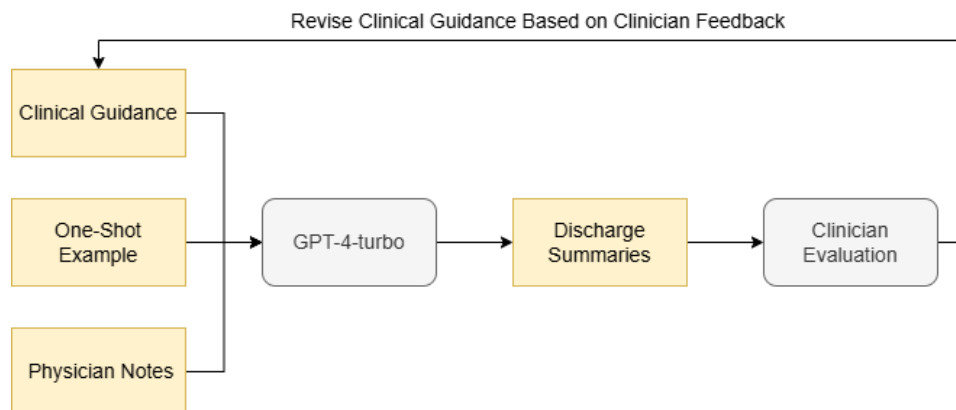 Revise Clinical Guidance Based on Clinician Feedback
Clinical Guidance
One-Shot
Example
Physician Notes
GPT-4-turbo
Discharge
Summaries
Clinician
Evaluation